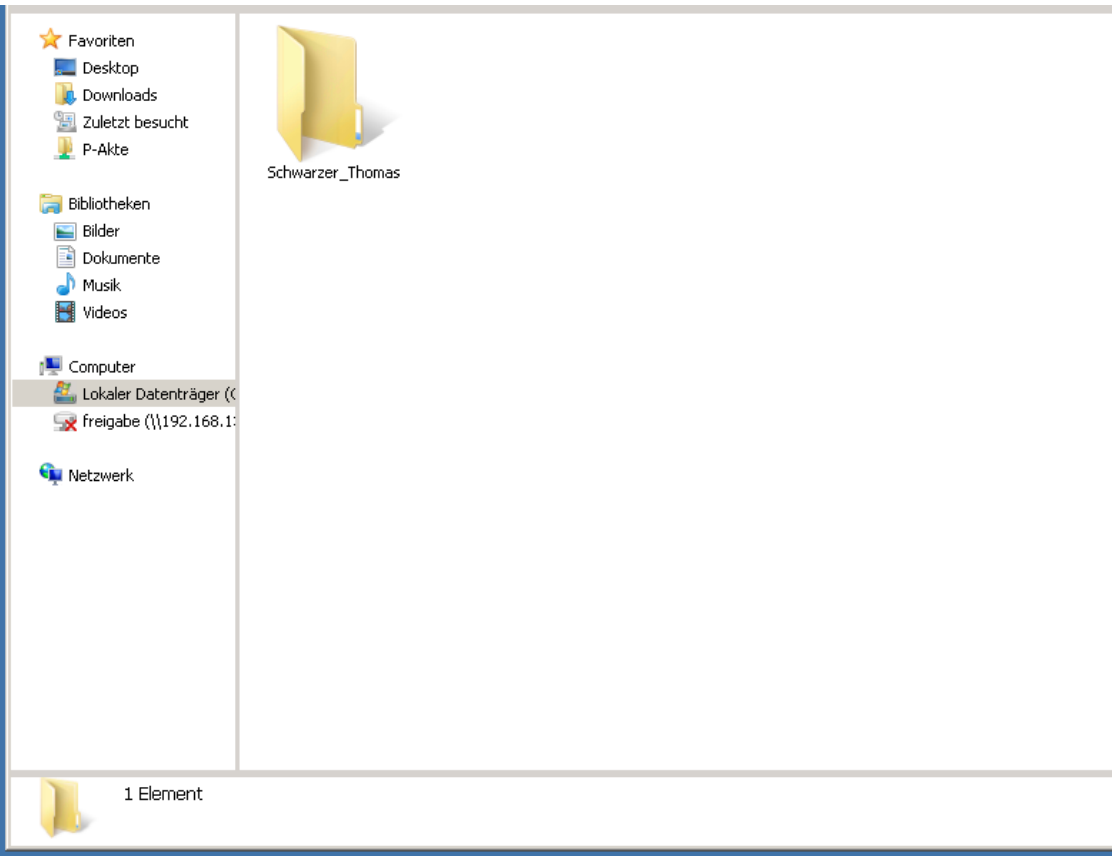 Favoriten
Desktop
Downloads
Zuletzt besucht
P-Akte
Bibliotheken
Bilder
Dokumente
Musik
Videos
Computer
Lokaler Datenträger (
freigabe (\\192.168.1
Netzwerk
Schwarzer_Thomas
1 Element